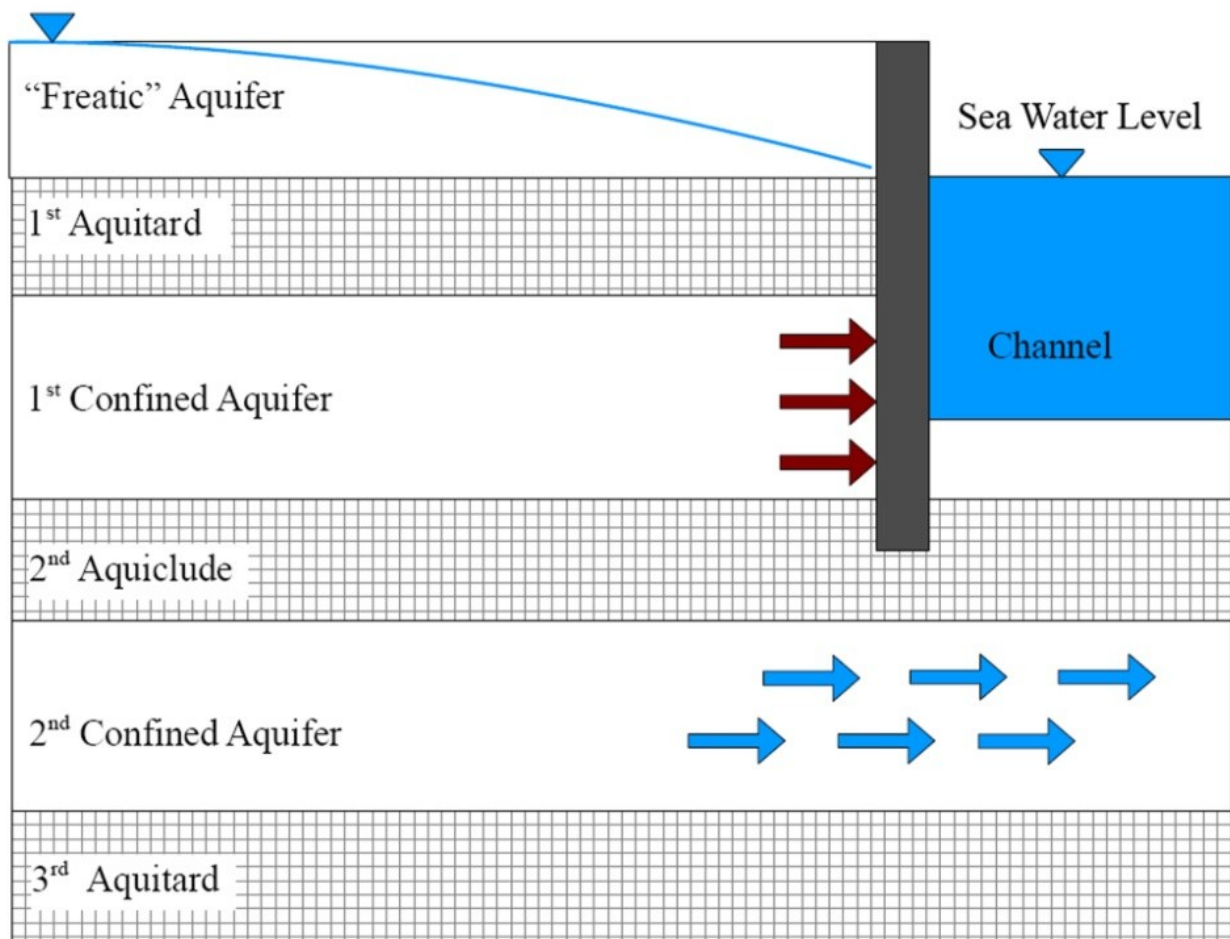 “Freatic” Aquifer
Sea Water Level
1st Aquitard
Channel
1st Confined Aquifer
2nd Aquiclude
2nd Confined Aquifer
3rd Aquitard